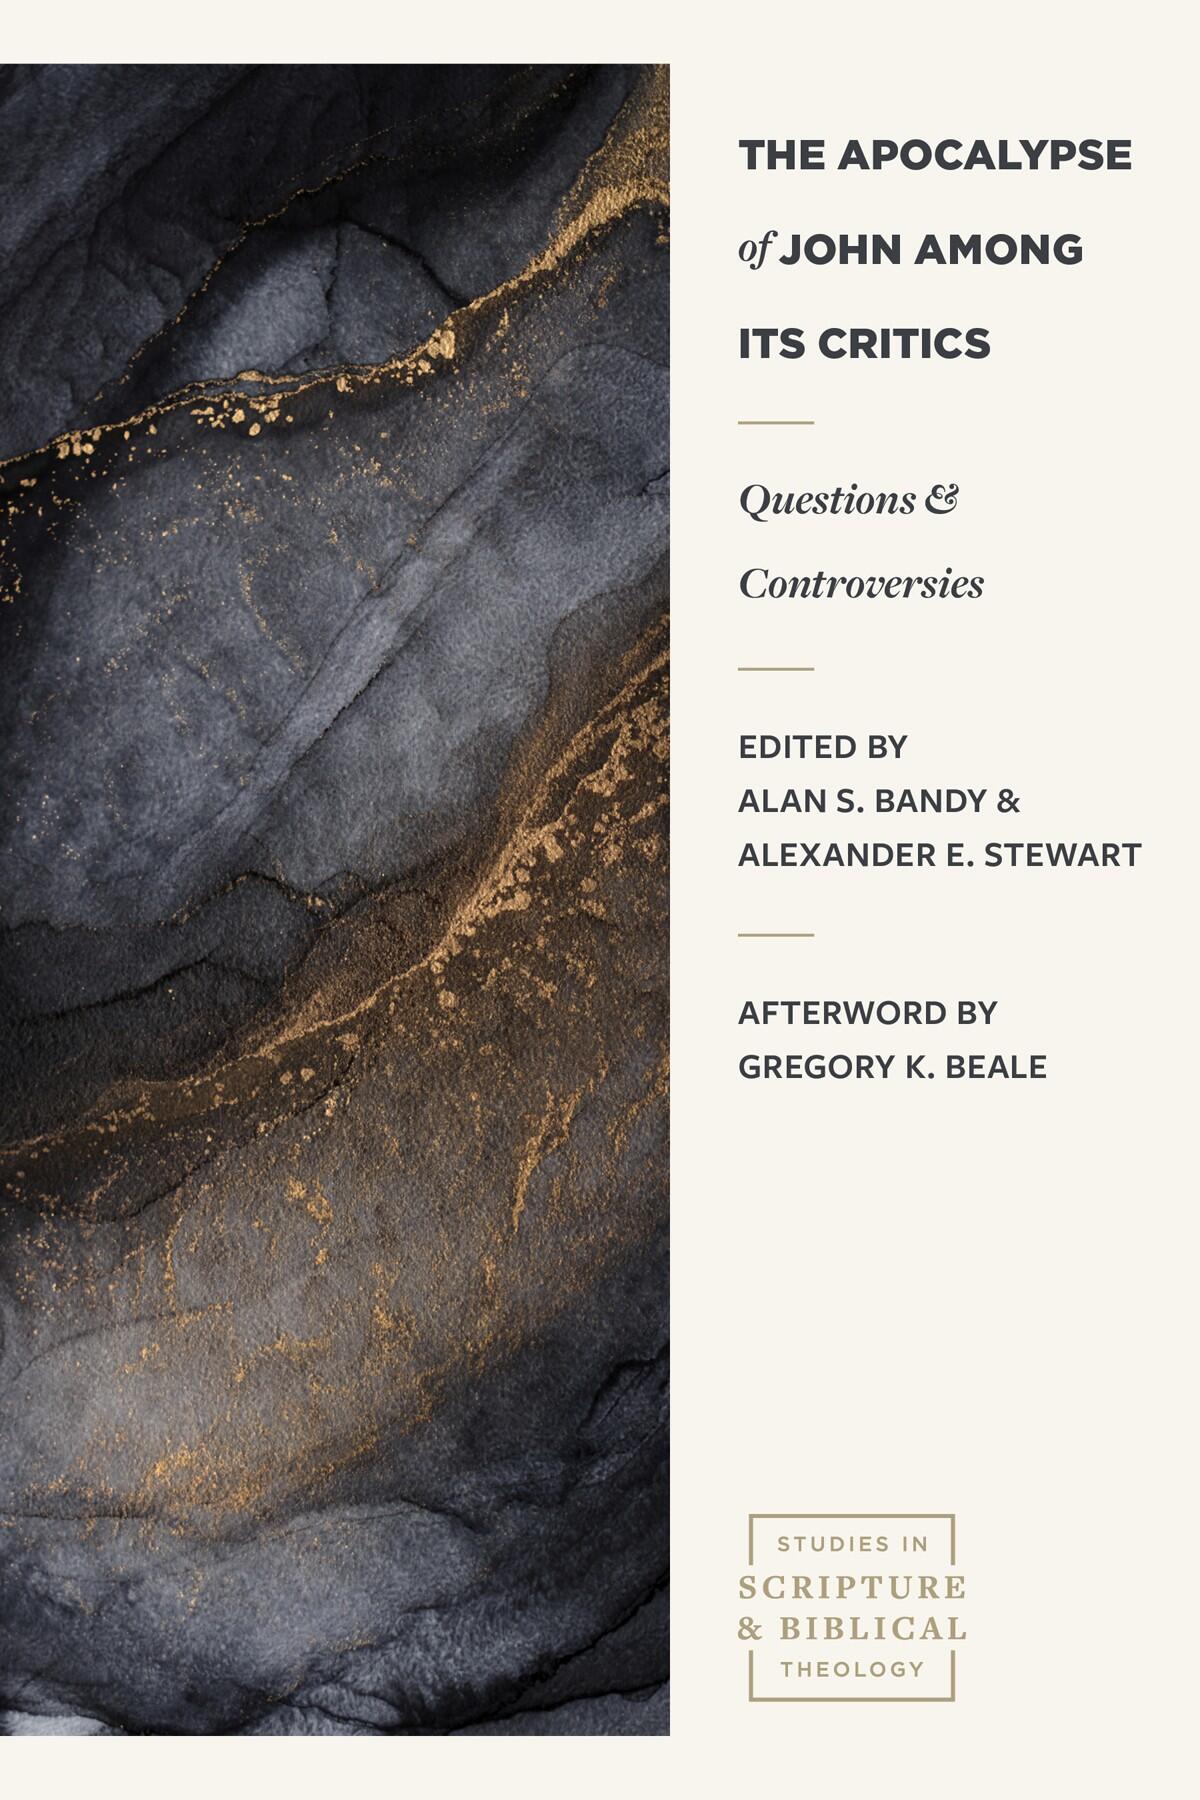 THE APOCALYPSE
of JOHN AMONG
ITS CRITICS
Questions &
Controversies
EDITED BY
ALAN S. BANDY &
ALEXANDER E. STEWART
AFTERWORD BY
GREGORY K. BEALE
STUDIES IN
SCRIPTURE
& BIBLICAL
THEOLOGY